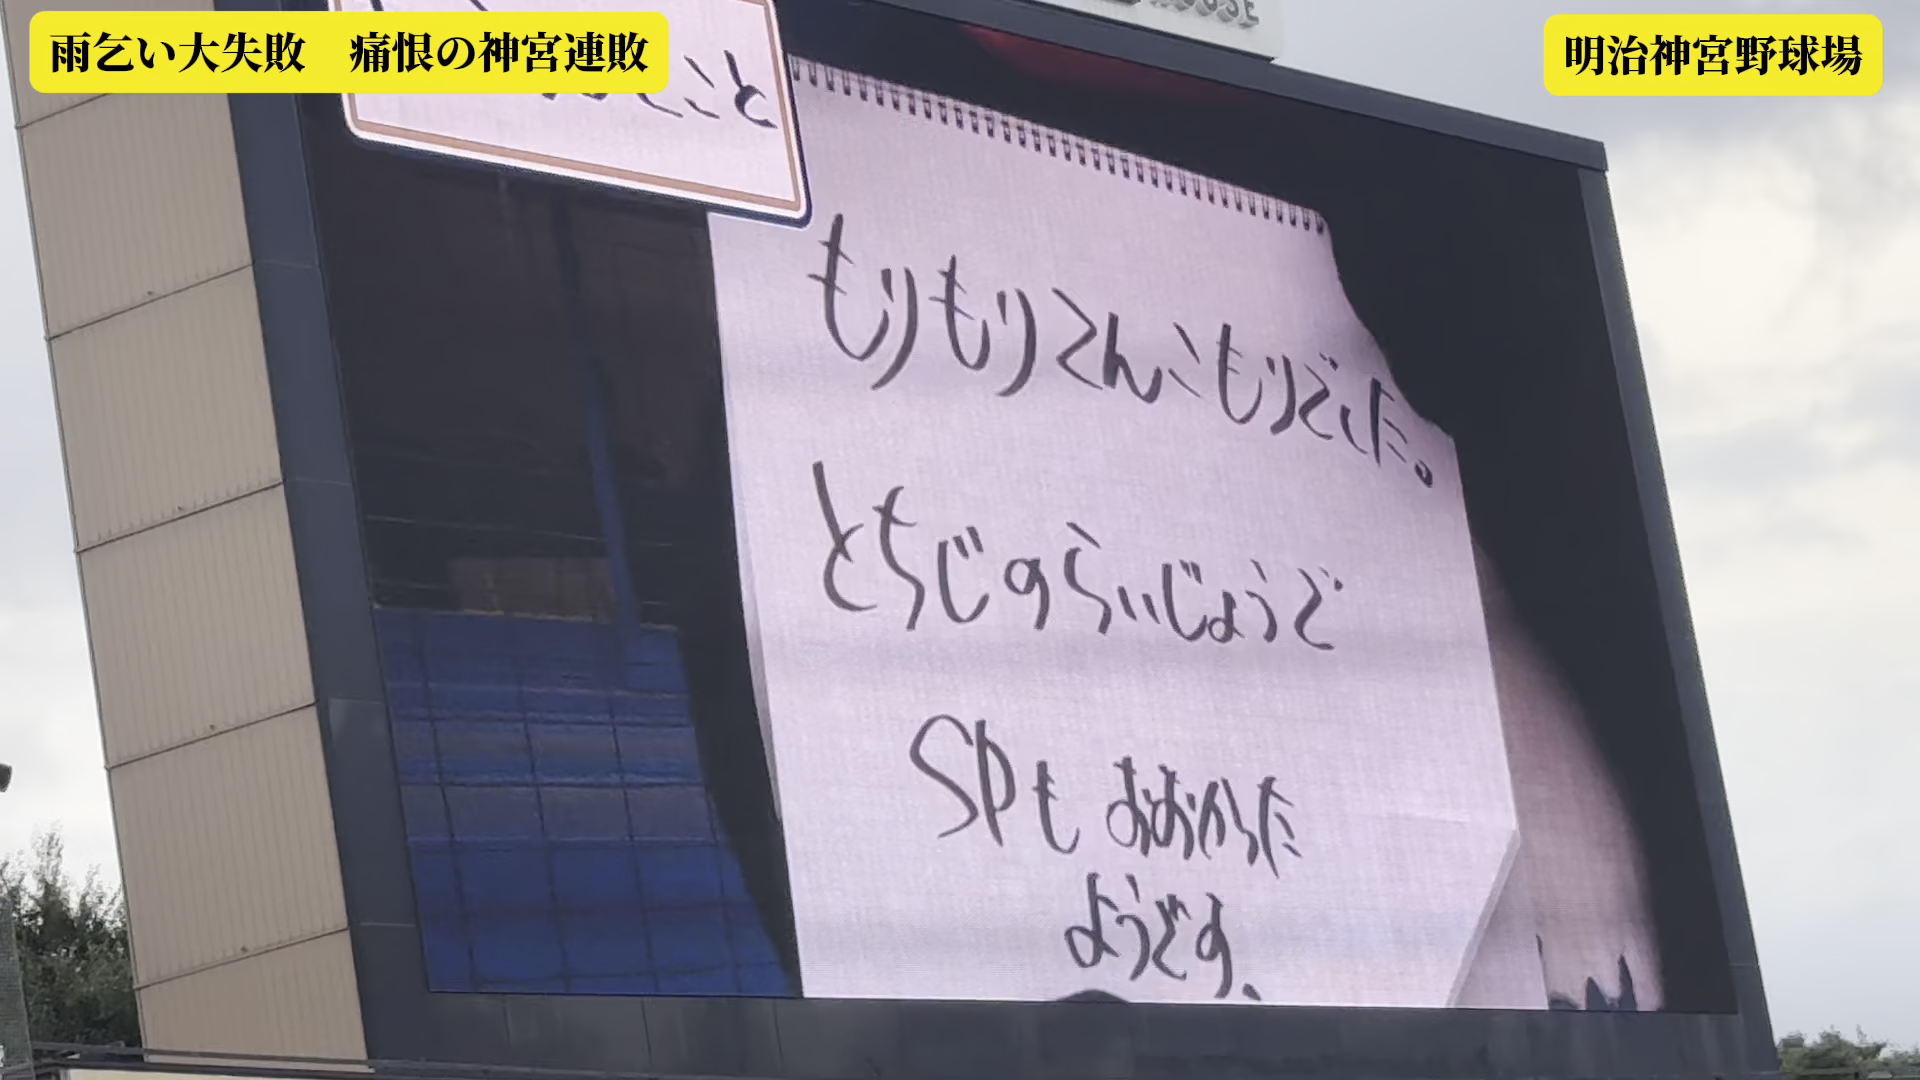 雨乞い大失敗　痛恨の神宮連敗
明治神宮野球場
こと
もりもりてんこもりでした。
とちじのらいじょうで
SPもおおかった
ようです、